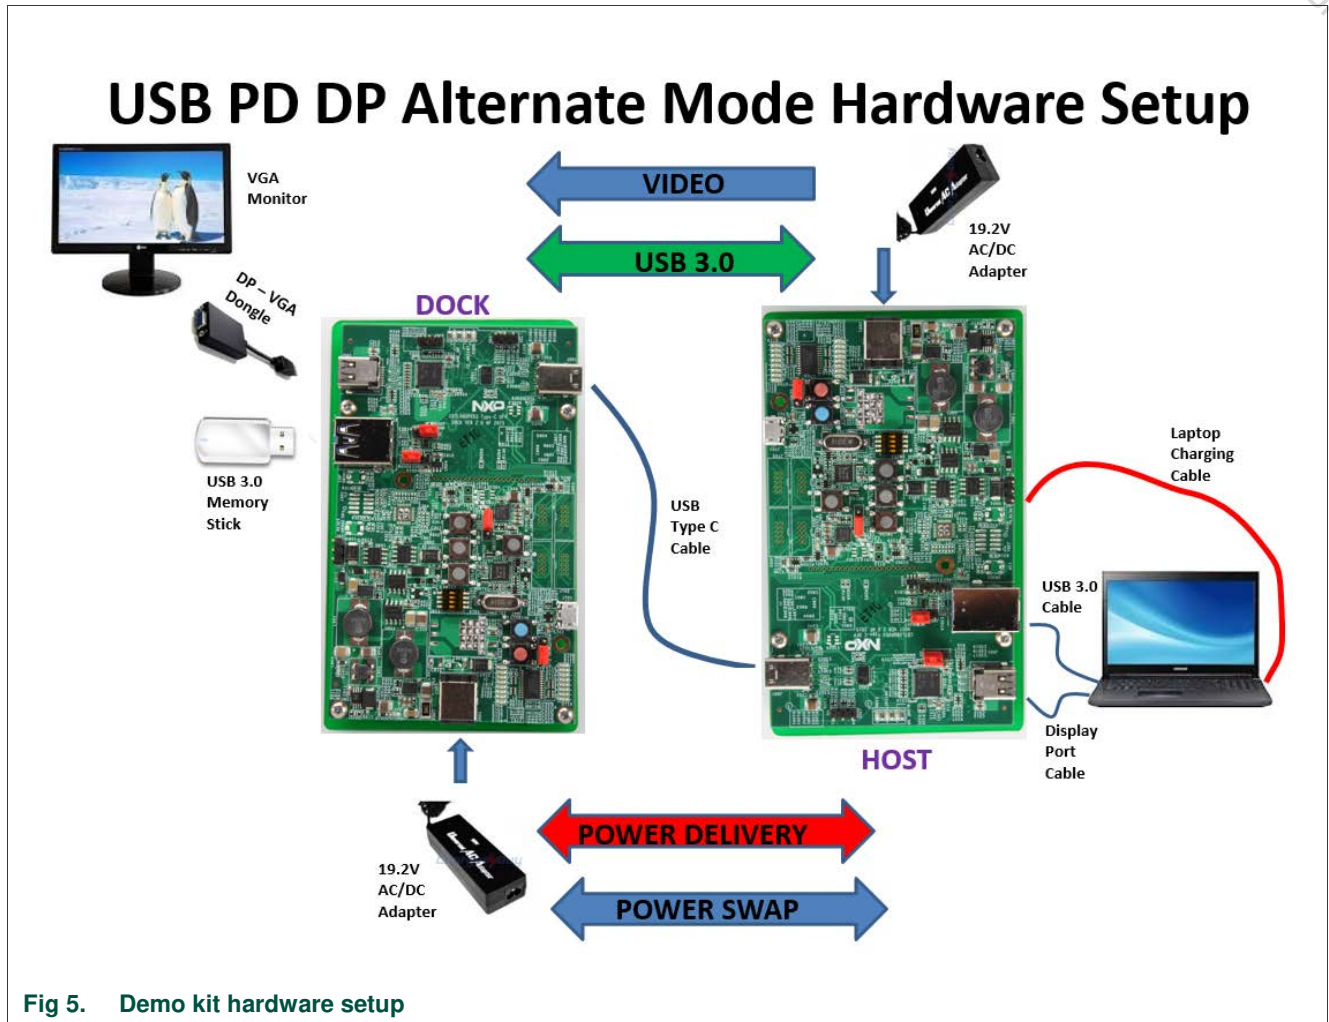 USB PD DP Alternate Mode Hardware Setup
VGA
Monitor
VIDEO
19.2V
AC/DC
Adapter
USB 3.0
DP – VGA
Dongle
DOCK
NXP
USB 3.0
Memory
Stick
USB
Type C
Cable
Laptop
Charging
Cable
USB 3.0
Cable
NXP
Display
Port
Cable
HOST
19.2V
AC/DC
Adapter
POWER DELIVERY
POWER SWAP
Fig 5. Demo kit hardware setup